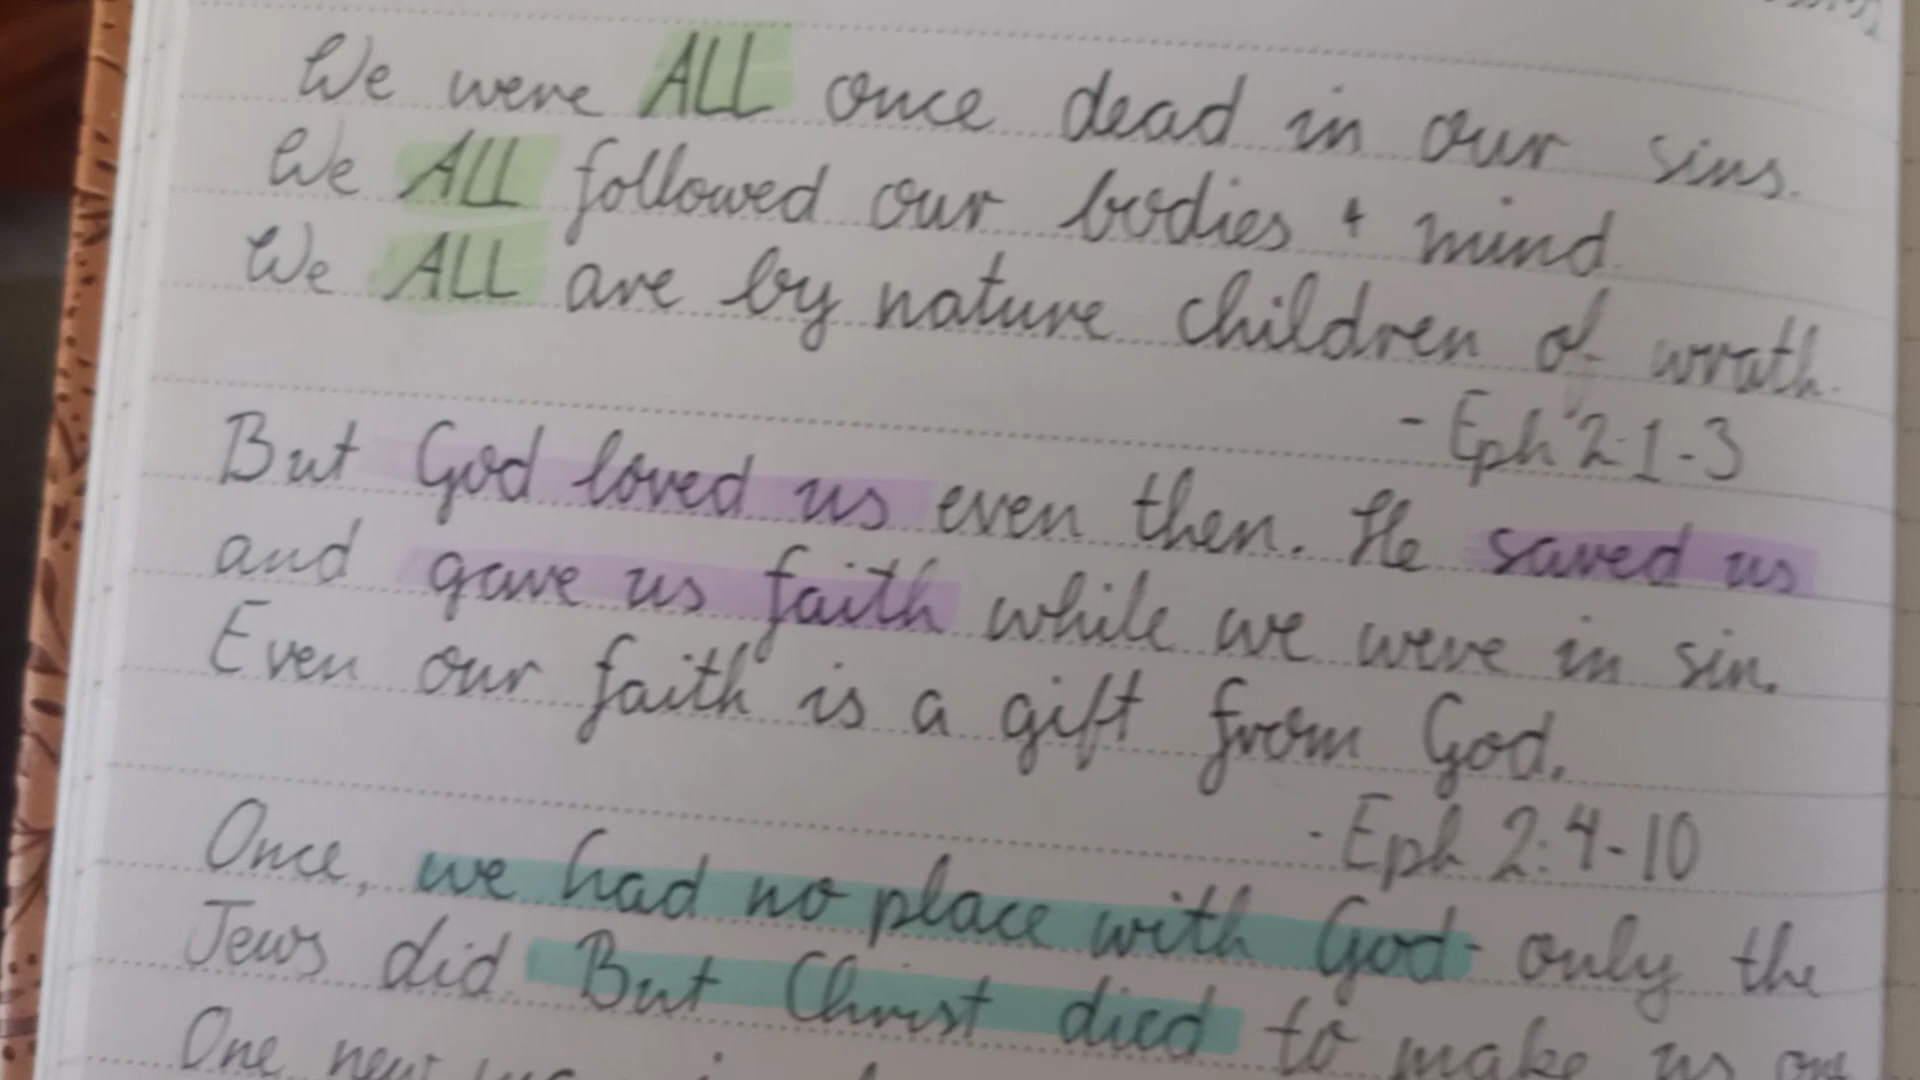 We were ALL once dead in our sins.
We ALL followed our bodies + mind.
We ALL are by nature children of wrath.
- Eph 2:1-3
But God loved us even then. He saved us
and gave us faith while we were in sin.
Even our faith is a gift from God.
- Eph 2:4-10
Once, we had no place with God - only the
Jews did. But Christ died to make us
One new